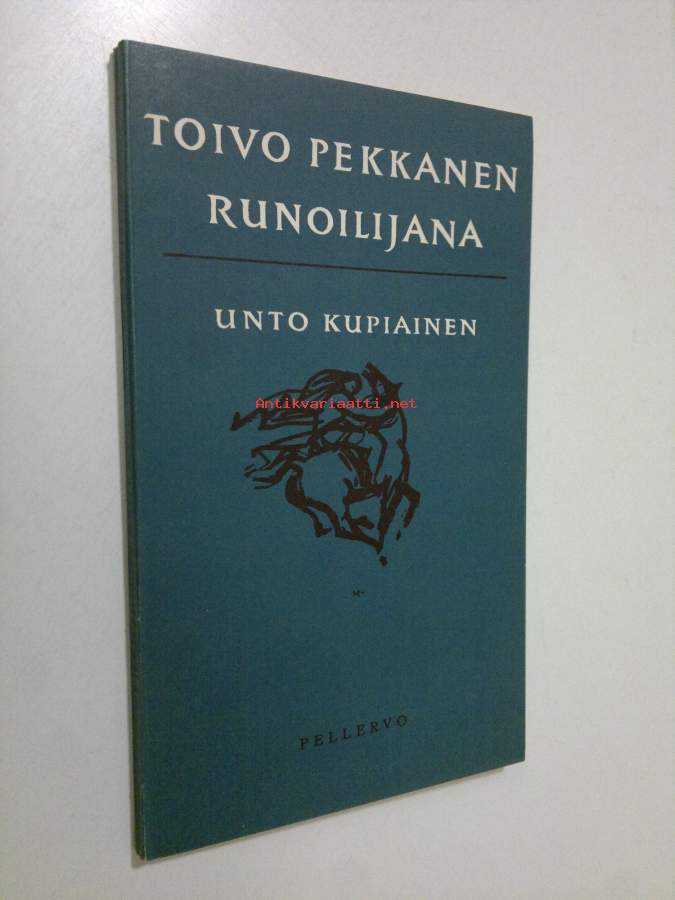 TOIVO PEKKANEN
RUNOILIJANA
UNTO KUPIAINEN
Antikvariaatti.net
PELLERVO